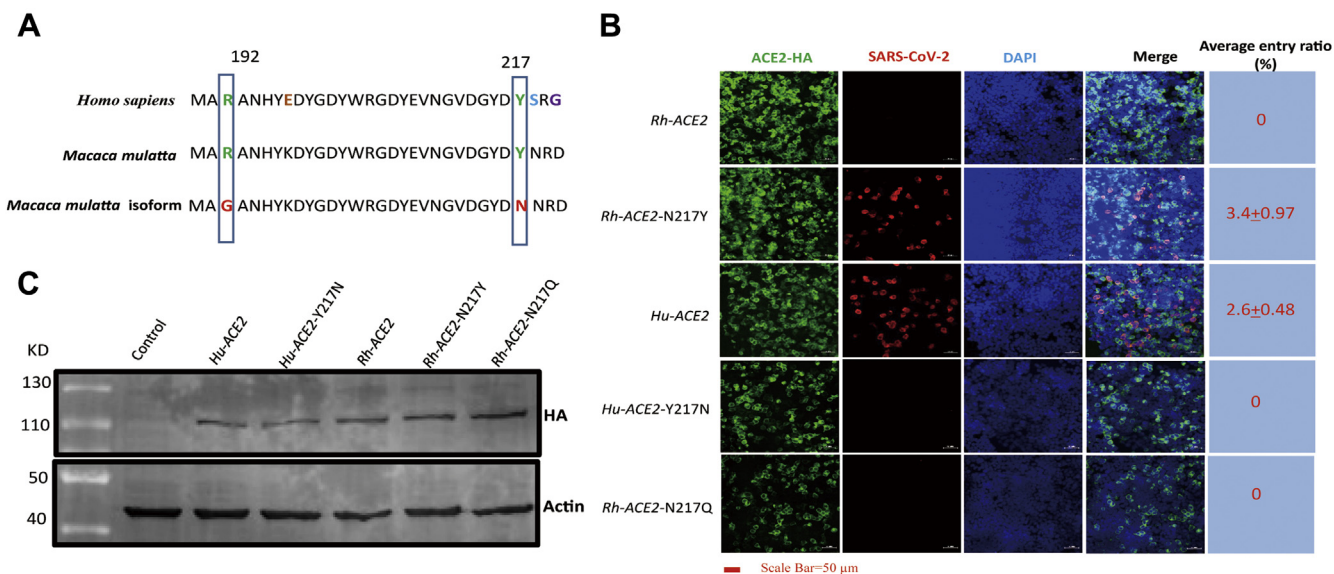 A
192
217
Homo sapiens MARANHYEDYGDYWRGDYEVNGVDGYDYSRG
Macaca mulatta MARANHYKDYGDYWRGDYEVNGVDGYDYNRD
Macaca mulatta isoform MAGANHYKDYGDYWRGDYEVNGVDGYDNNRD
C
KD
Control
Hu-ACE2
Hu-ACE2-Y217N
Rh-ACE2
Rh-ACE2-N217Y
Rh-ACE2-N217Q
130
110
HA
50
40
Actin
B
ACE2-HA SARS-CoV-2 DAPI Merge Average entry ratio
(%)
Rh-ACE2 0
Rh-ACE2-N217Y 3.4±0.97
Hu-ACE2 2.6±0.48
Hu-ACE2-Y217N 0
Rh-ACE2-N217Q 0
Scale Bar=50 μm